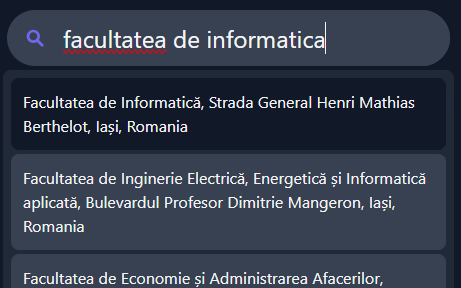 facultatea de informatica
Facultatea de Informatică, Strada General Henri Mathias
Berthelot, Iași, Romania
Facultatea de Inginerie Electrică, Energetică și Informatică
aplicată, Bulevardul Profesor Dimitrie Mangeron, Iași,
Romania
Facultatea de Economie și Administrarea Afacerilor,